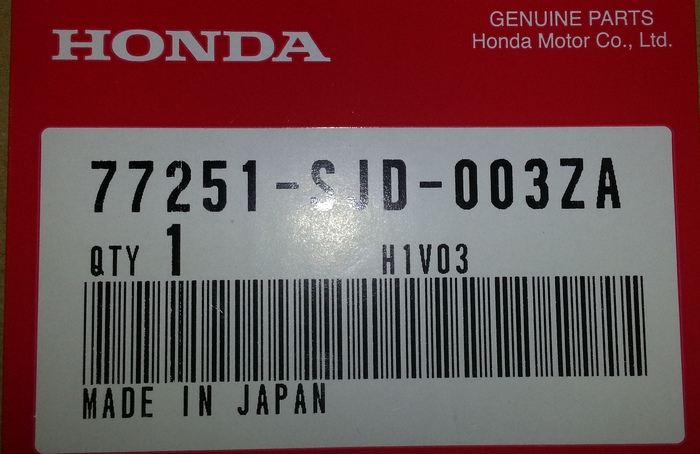 HONDA
GENUINE PARTS
Honda Motor Co., Ltd.
77251-SJD-003ZA
QTY 1
H1V03
MADE IN JAPAN